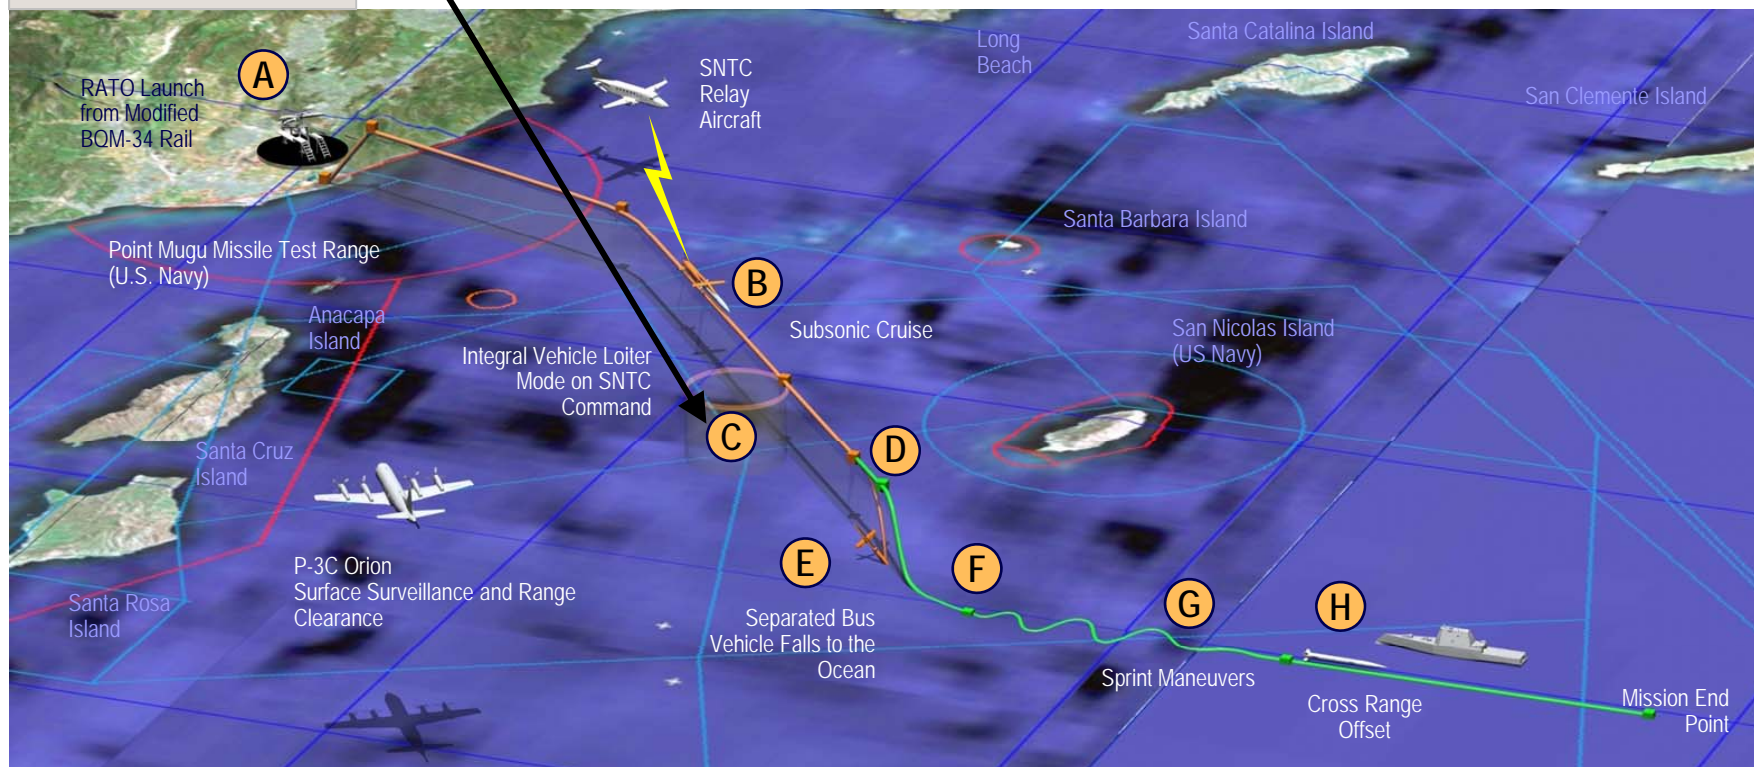 A
RATO Launch
from Modified
BQM-34 Rail
SNTC
Relay
Aircraft
Long
Beach
Santa Catalina Island
San Clemente Island
Point Mugu Missile Test Range
(U.S. Navy)
Santa Barbara Island
B
Subsonic Cruise
Anacapa
Island
San Nicolas Island
(US Navy)
Integral Vehicle Loiter
Mode on SNTC
Command
C
D
Santa Cruz
Island
P-3C Orion
Surface Surveillance and Range
Clearance
Santa Rosa
Island
E
Separated Bus
Vehicle Falls to the
Ocean
F
G
Sprint Maneuvers
H
Cross Range
Offset
Mission End
Point